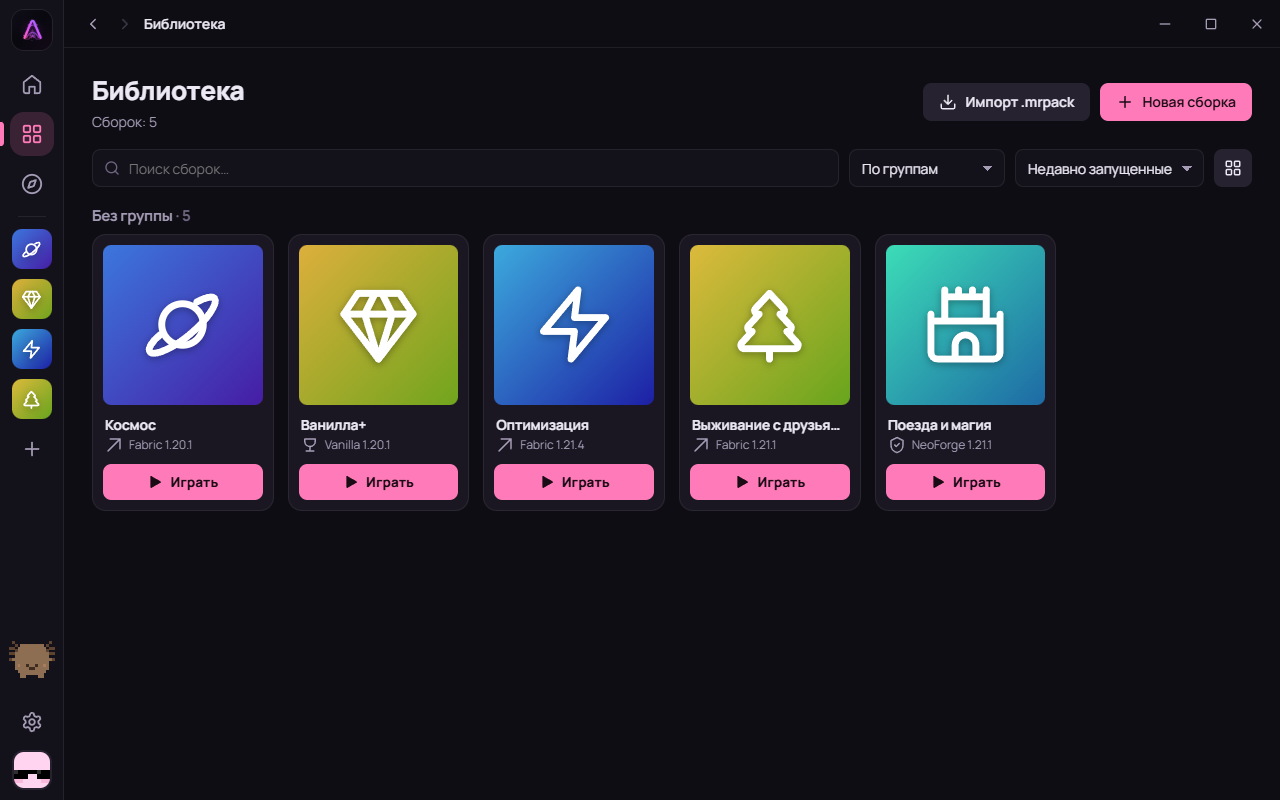 Библиотека
Библиотека
Сборок: 5
Импорт .mrpack
Новая сборка
Поиск сборок...
По группам
Недавно запущенные
Без группы · 5
Космос
Fabric 1.20.1
Играть
Ванилла+
Vanilla 1.20.1
Играть
Оптимизация
Fabric 1.21.4
Играть
Выживание с друзья...
Fabric 1.21.1
Играть
Поезда и магия
NeoForge 1.21.1
Играть